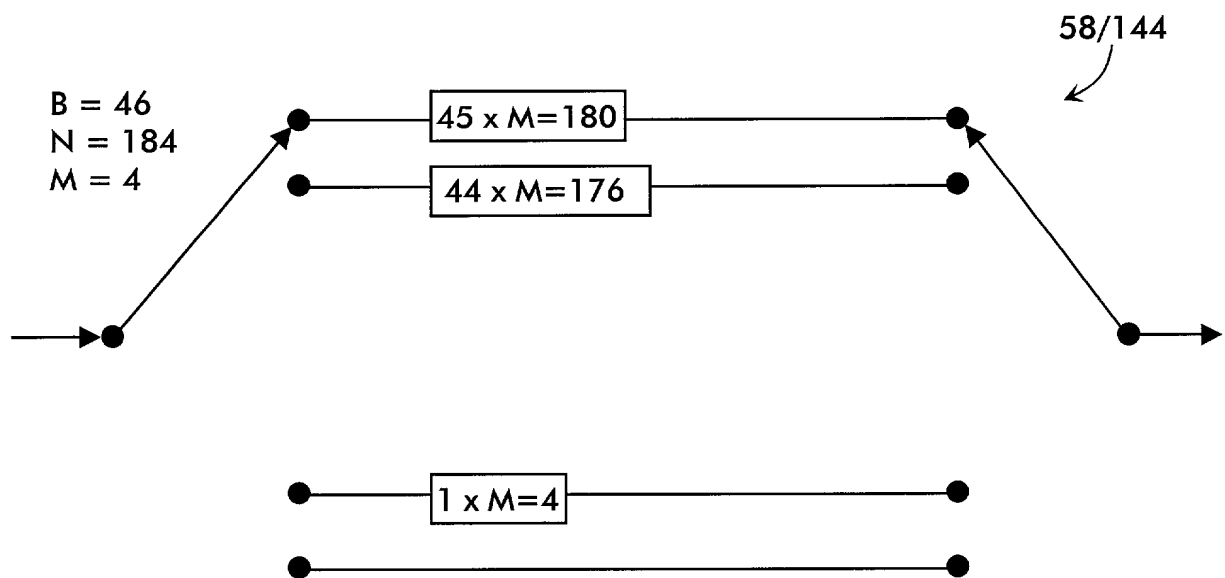 58/144
B = 46
N = 184
M = 4
45 x M=180
44 x M=176
1 x M=4